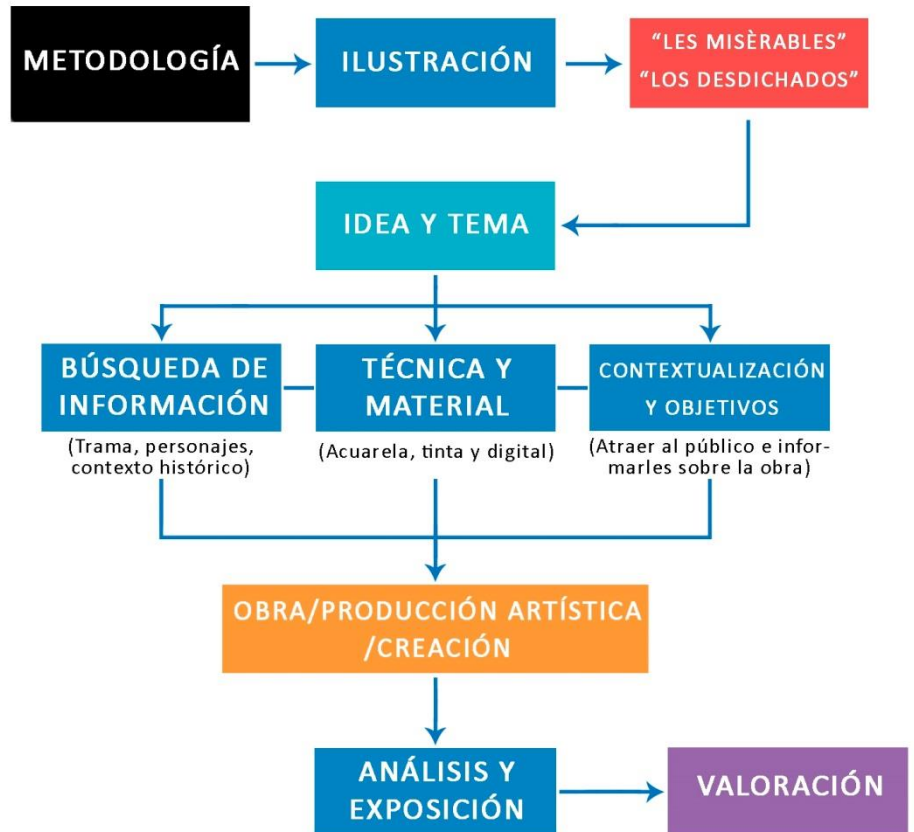 METODOLOGÍA
ILUSTRACIÓN
“LES MISÈRABLES”
“LOS DESDICHADOS”
IDEA Y TEMA
BÚSQUEDA DE
INFORMACIÓN
(Trama, personajes,
contexto histórico)
TÉCNICA Y
MATERIAL
(Acuarela, tinta y digital)
CONTEXTUALIZACIÓN
Y OBJETIVOS
(Atraer al público e infor-
marles sobre la obra)
OBRA/PRODUCCIÓN ARTÍSTICA
/CREACIÓN
ANÁLISIS Y
EXPOSICIÓN
VALORACIÓN